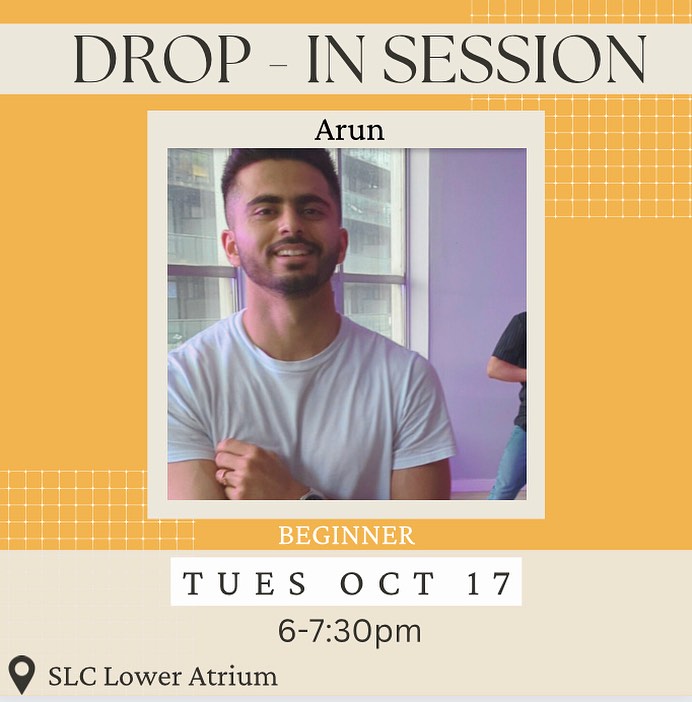 DROP - IN SESSION
Arun
BEGINNER
TUES OCT 17
6-7:30pm
SLC Lower Atrium